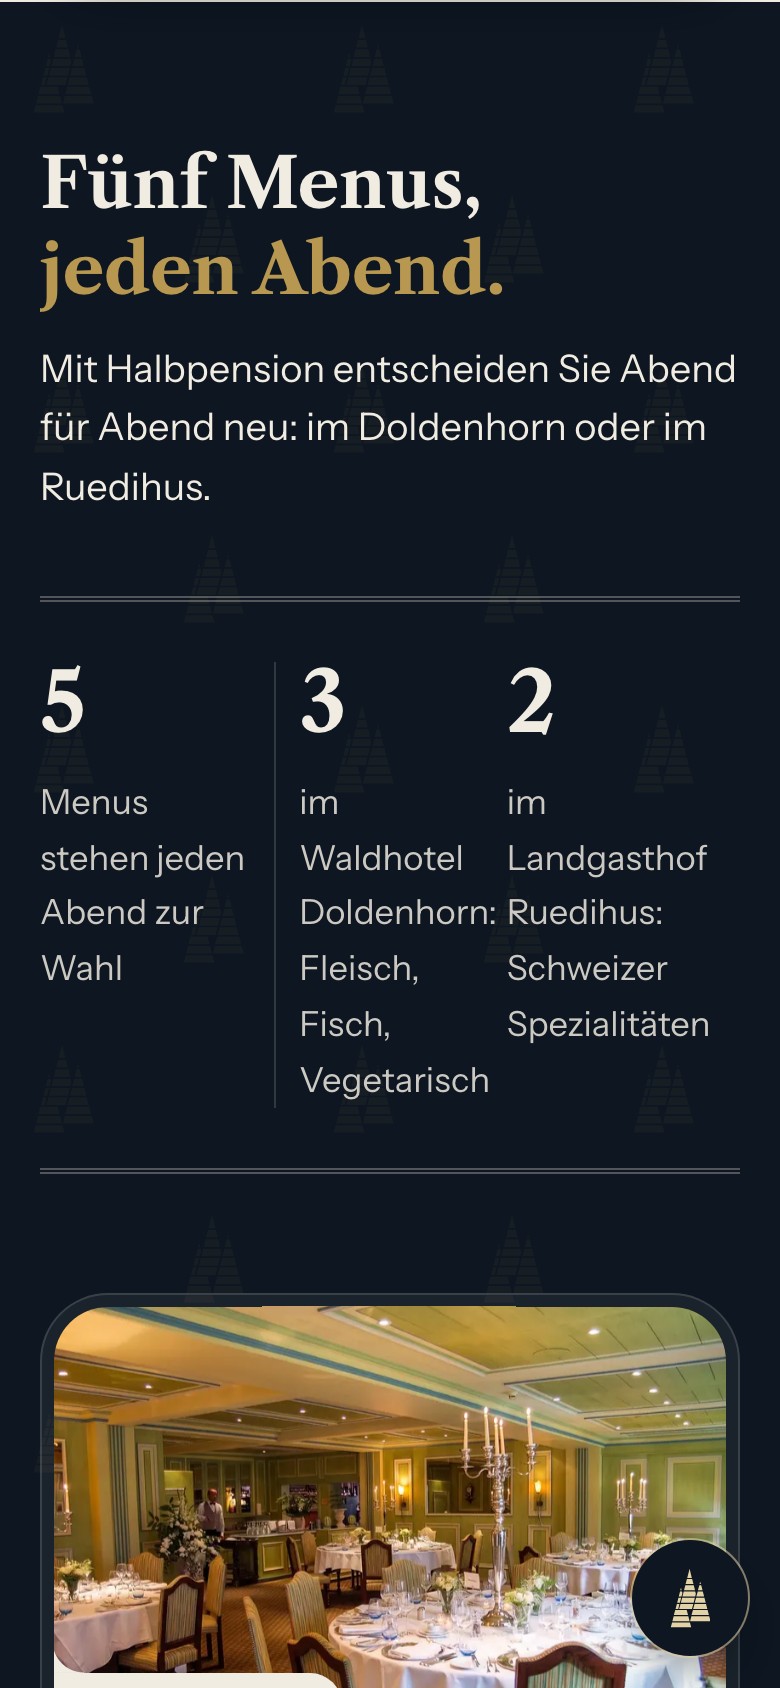 Fünf Menus,
jeden Abend.
Mit Halbpension entscheiden Sie Abend
für Abend neu: im Doldenhorn oder im
Ruedihus.
5
Menus
stehen jeden
Abend zur
Wahl
3
im
Waldhotel
Doldenhorn:
Fleisch,
Fisch,
Vegetarisch
2
im
Landgasthof
Ruedihus:
Schweizer
Spezialitäten